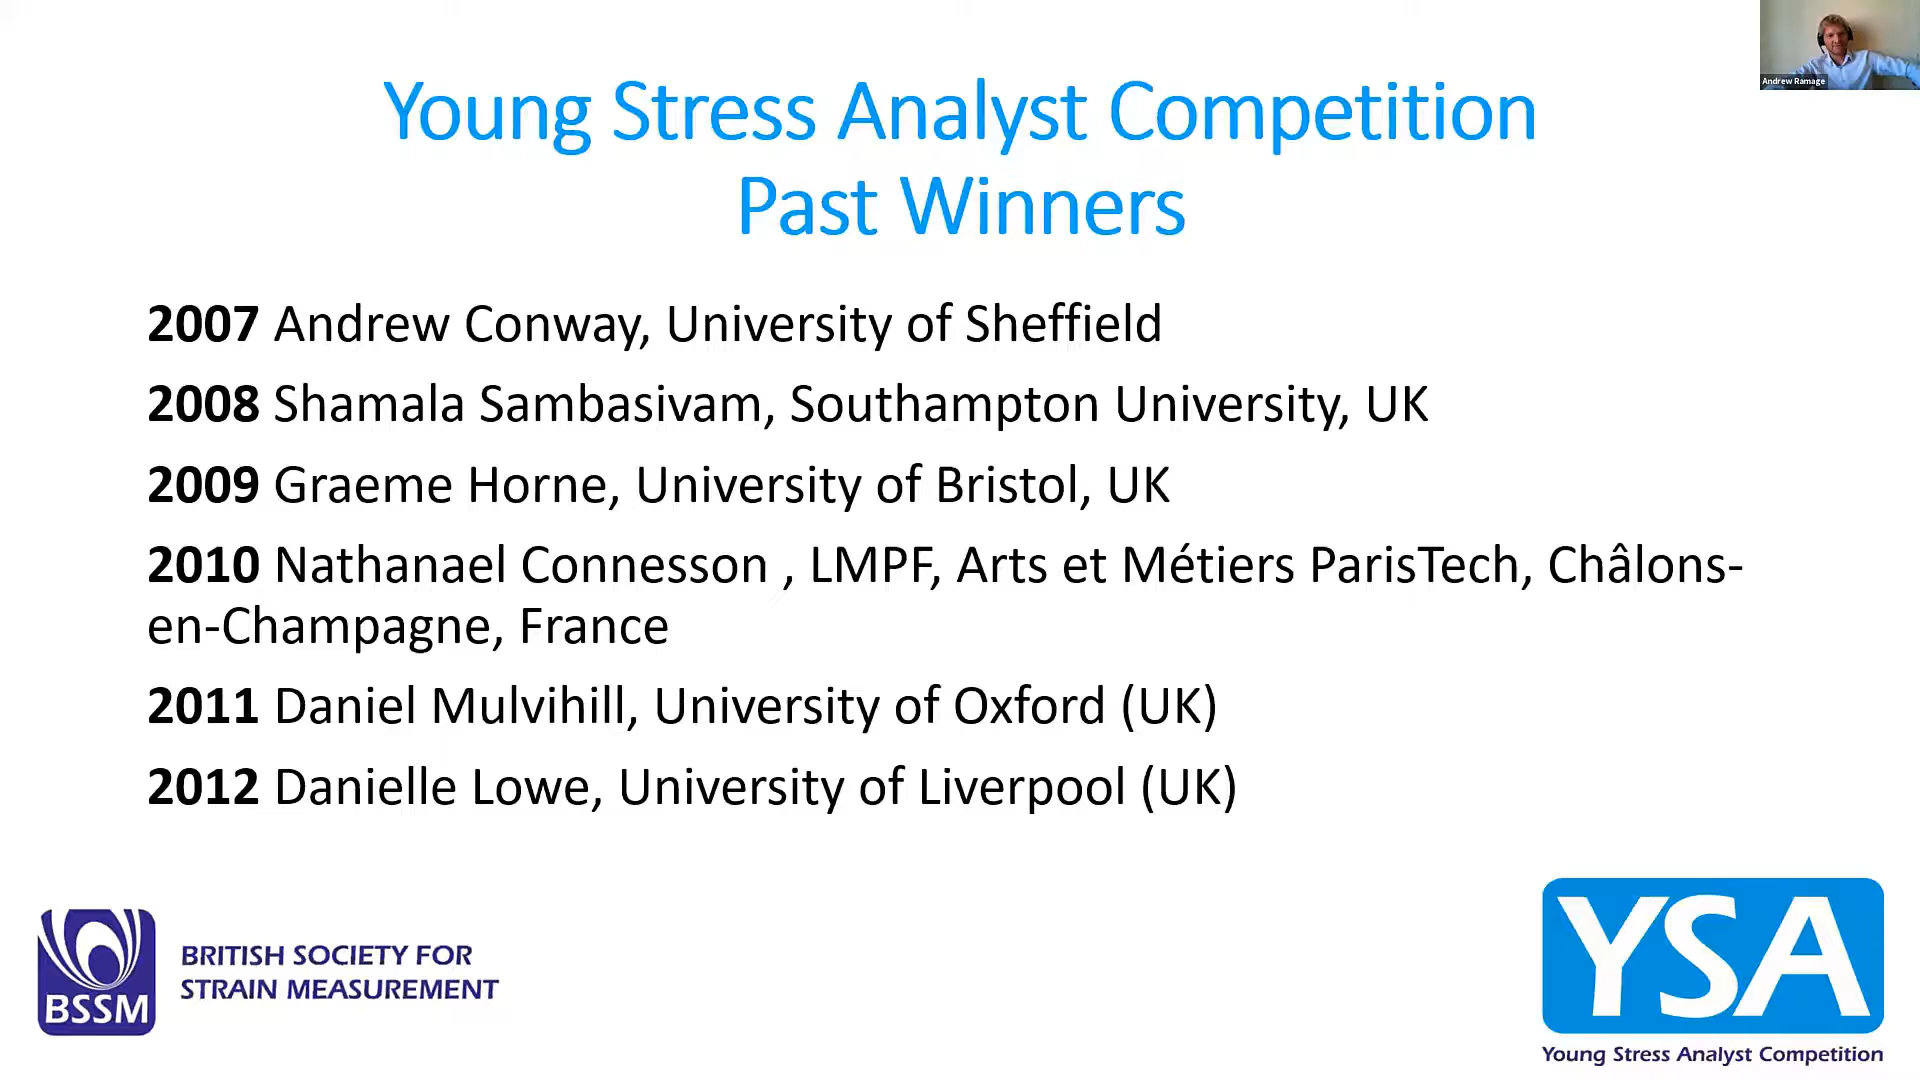 Andrew Ramage
Young Stress Analyst Competition
Past Winners
2007 Andrew Conway, University of Sheffield
2008 Shamala Sambasivam, Southampton University, UK
2009 Graeme Horne, University of Bristol, UK
2010 Nathanael Connesson , LMPF, Arts et Métiers ParisTech, Châlons-
en-Champagne, France
2011 Daniel Mulvihill, University of Oxford (UK)
2012 Danielle Lowe, University of Liverpool (UK)
BSSM
BRITISH SOCIETY FOR
STRAIN MEASUREMENT
YSA
Young Stress Analyst Competition